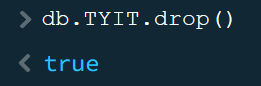 > db.TYIT.drop()
< true